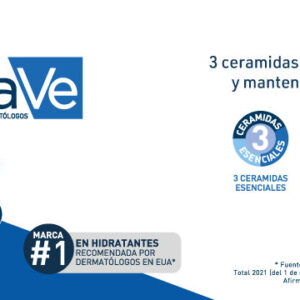 aVe
MATÓLOGOS
3 ceramidas
y manten
CERAMIDAS
3
ESENCIALES
3 CERAMIDAS
ESENCIALES
MARCA
#1
EN HIDRATANTES
RECOMENDADA POR
DERMATÓLOGOS EN EUA*
* Fuente
Total 2021 (del 1 de
Afirm